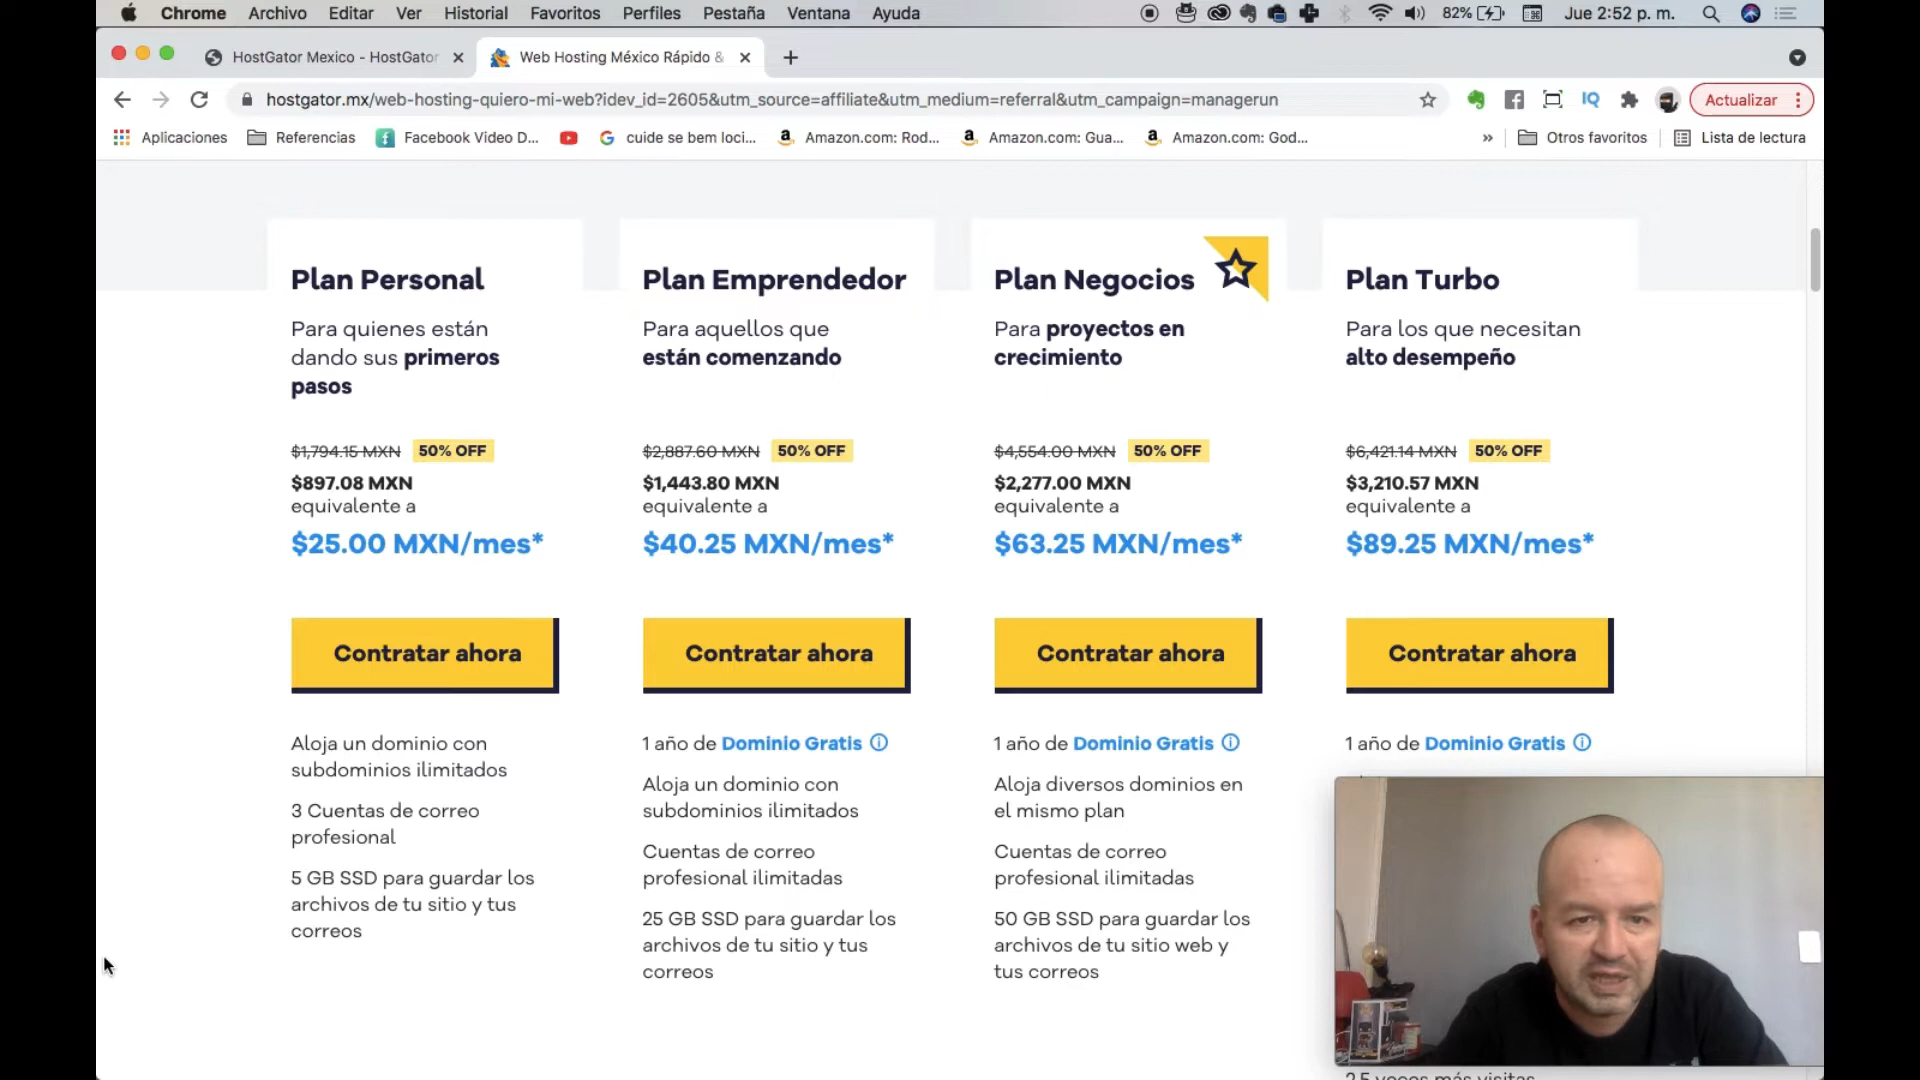 Chrome Archivo Editar Ver Historial Favoritos Perfiles Pestaña Ventana Ayuda 82% Jue 2:52 p. m.
HostGator Mexico - HostGator
Web Hosting México Rápido &
hostgator.mx/web-hosting-quiero-mi-web?idev_id=2605&utm_source=affiliate&utm_medium=referral&utm_campaign=managerun
IQ
Actualizar
Aplicaciones Referencias Facebook Video D... cuide se bem loci... Amazon.com: Rod... Amazon.com: Gua... Amazon.com: God... » Otros favoritos Lista de lectura
Plan Personal
Para quienes están
dando sus primeros
pasos
$1,794.15 MXN 50% OFF
$897.08 MXN
equivalente a
$25.00 MXN/mes*
Contratar ahora
Aloja un dominio con
subdominios ilimitados
3 Cuentas de correo
profesional
5 GB SSD para guardar los
archivos de tu sitio y tus
correos
Plan Emprendedor
Para aquellos que
están comenzando
$2,887.60 MXN 50% OFF
$1,443.80 MXN
equivalente a
$40.25 MXN/mes*
Contratar ahora
1 año de Dominio Gratis
Aloja un dominio con
subdominios ilimitados
Cuentas de correo
profesional ilimitadas
25 GB SSD para guardar los
archivos de tu sitio y tus
correos
Plan Negocios
Para proyectos en
crecimiento
$4,554.00 MXN 50% OFF
$2,277.00 MXN
equivalente a
$63.25 MXN/mes*
Contratar ahora
1 año de Dominio Gratis
Aloja diversos dominios en
el mismo plan
Cuentas de correo
profesional ilimitadas
50 GB SSD para guardar los
archivos de tu sitio web y
tus correos
Plan Turbo
Para los que necesitan
alto desempeño
$6,421.14 MXN 50% OFF
$3,210.57 MXN
equivalente a
$89.25 MXN/mes*
Contratar ahora
1 año de Dominio Gratis